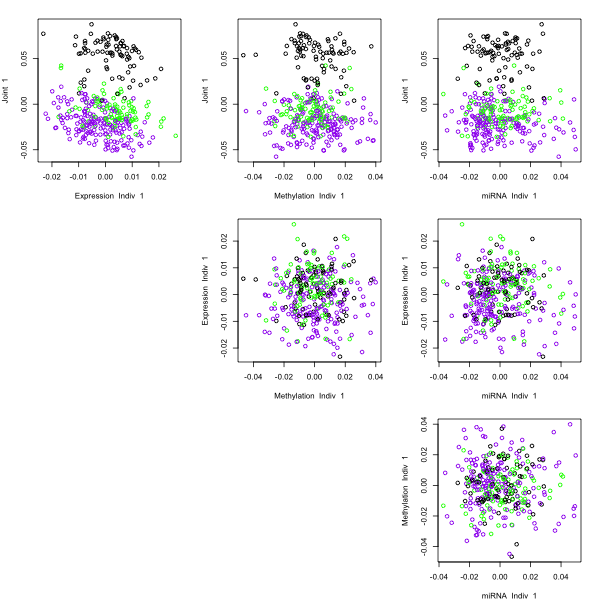 0.05 0.05 0.05
Joint 1 Joint 1 Joint 1
0.00 0.00 0.00
-0.05 -0.05 -0.05
-0.02 -0.01 0.00 0.01 0.02 -0.04 -0.02 0.00 0.02 0.04 -0.04 -0.02 0.00 0.02 0.04
Expression Indiv 1 Methylation Indiv 1 miRNA Indiv 1
0.02 0.02
0.01 0.01
Expression Indiv 1 Expression Indiv 1
0.00 0.00
-0.01 -0.01
-0.02 -0.02
-0.04 -0.02 0.00 0.02 0.04 -0.04 -0.02 0.00 0.02 0.04
Methylation Indiv 1 miRNA Indiv 1
0.04
0.02
Methylation Indiv 1
0.00
-0.02
-0.04
-0.04 -0.02 0.00 0.02 0.04
miRNA Indiv 1